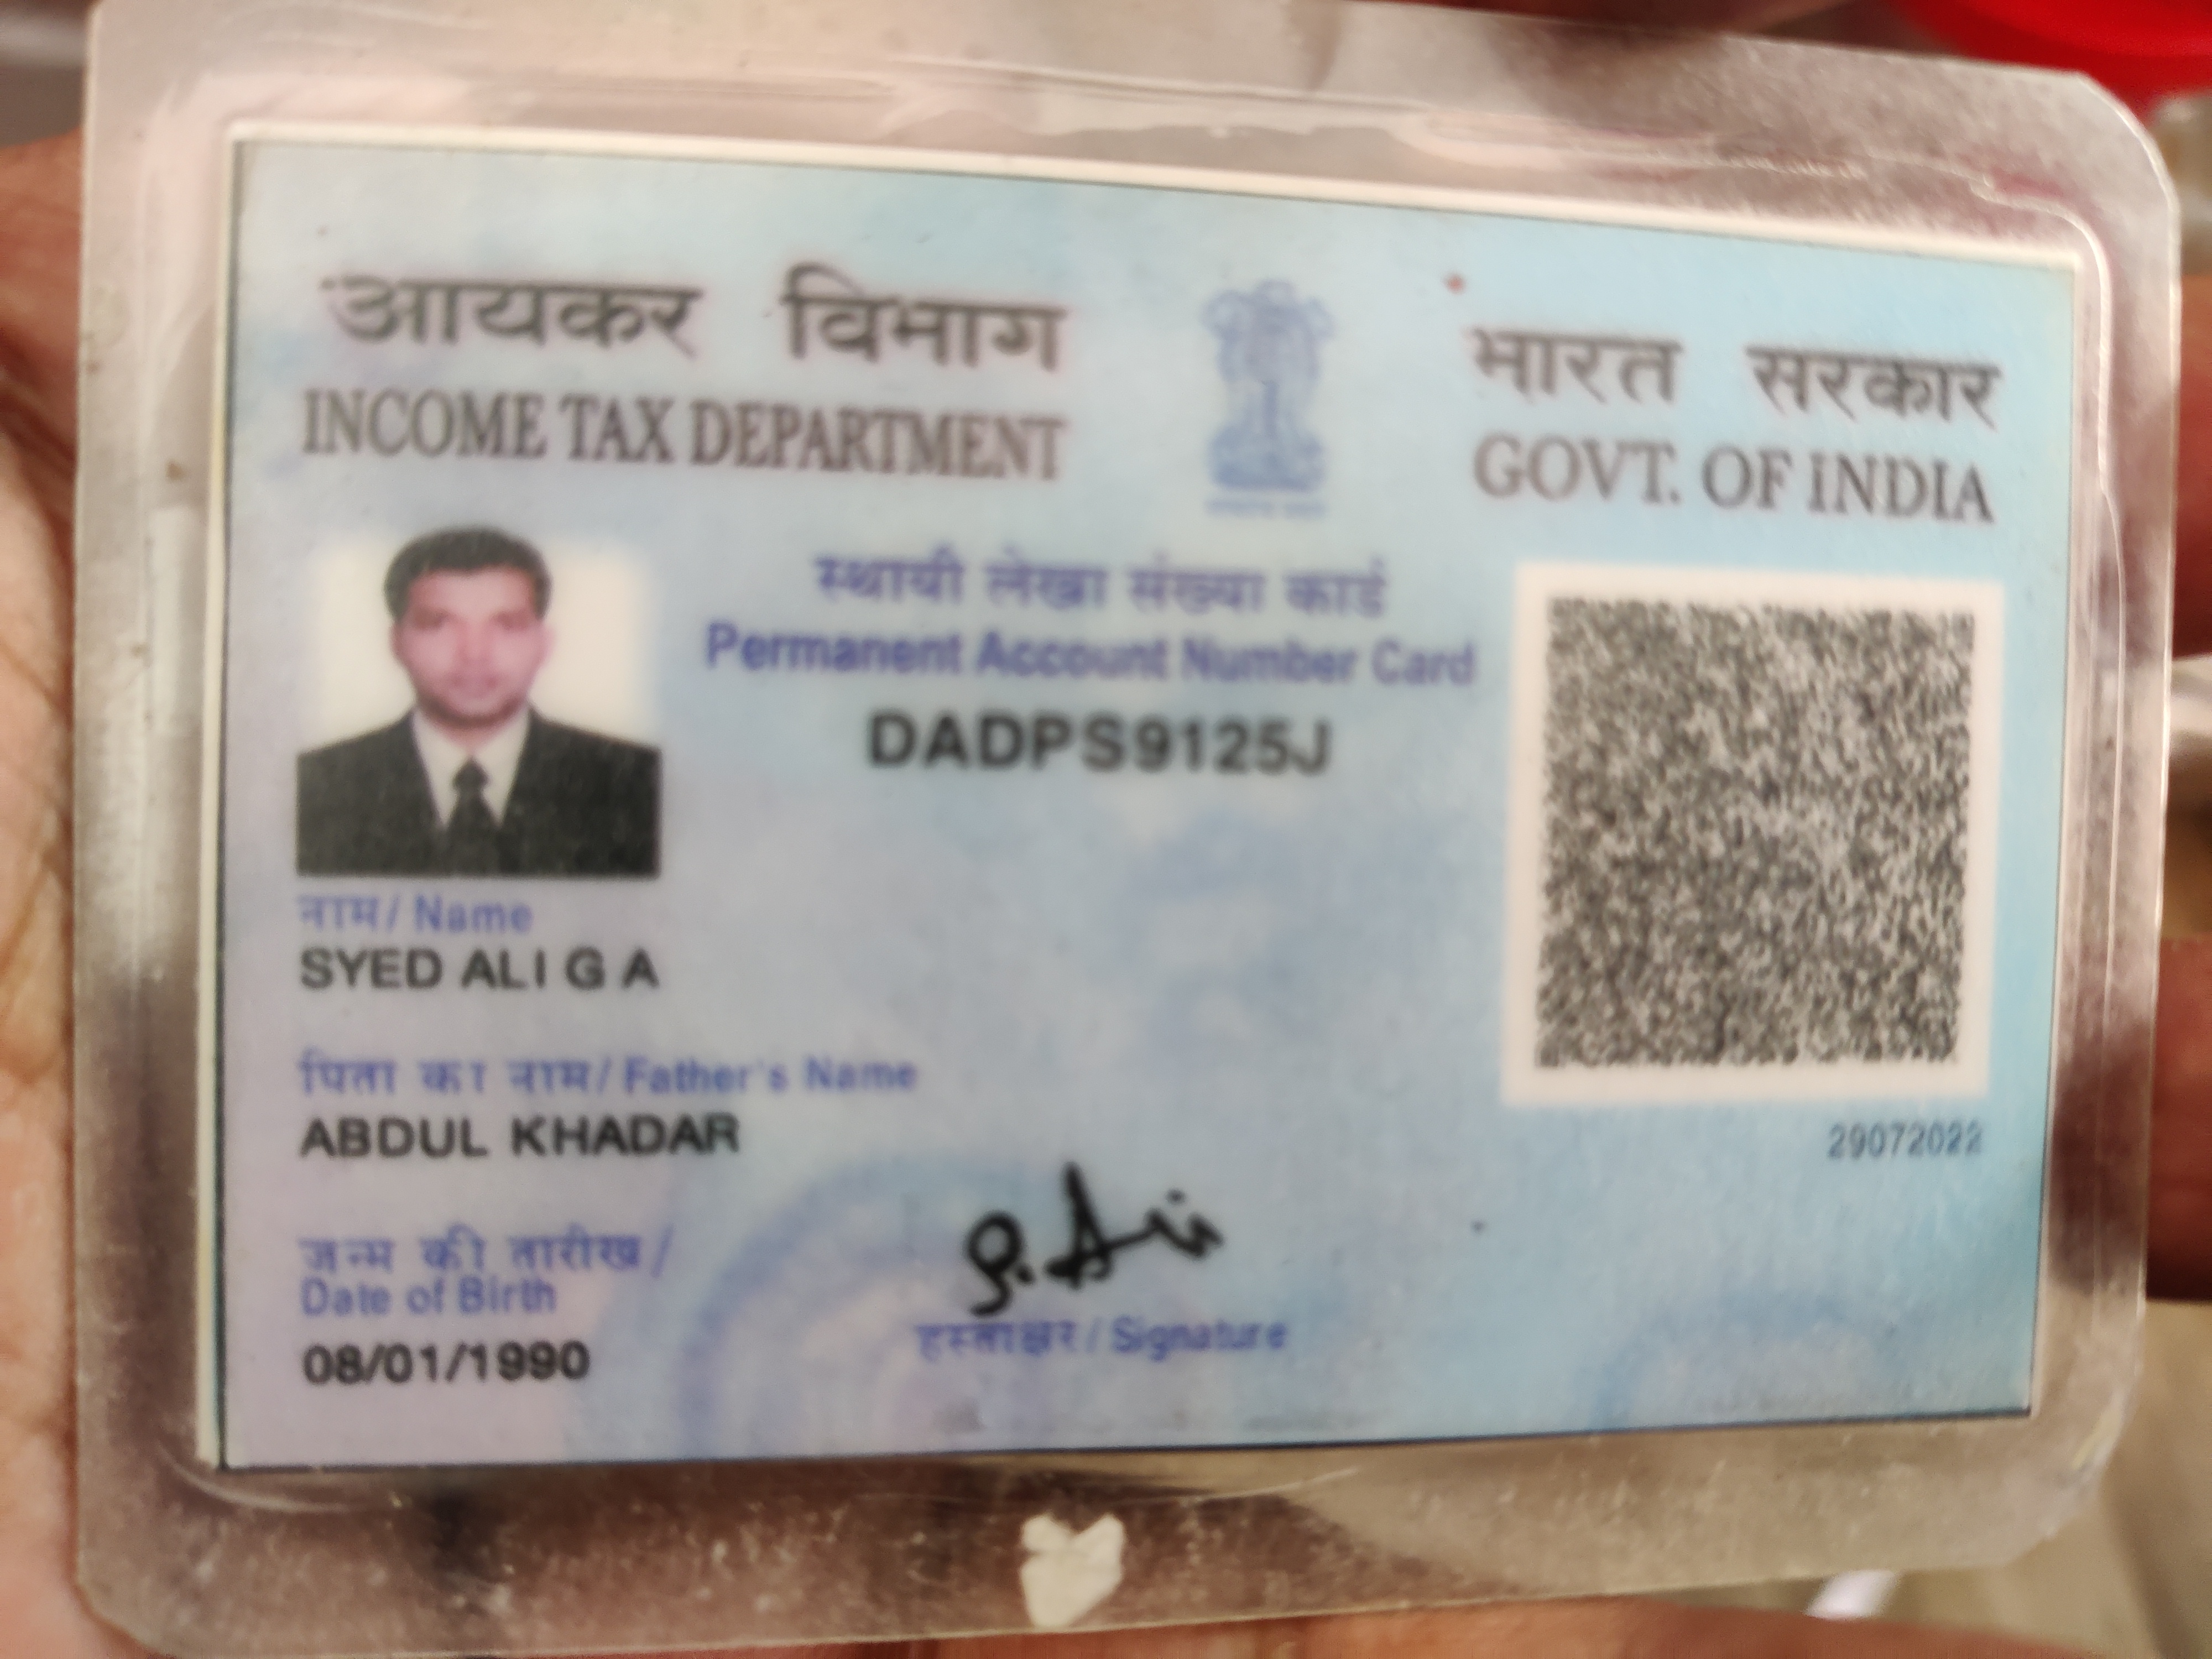 आयकर विभाग
INCOME TAX DEPARTMENT
भारत सरकार
GOVT. OF INDIA
स्थायी लेखा संख्या कार्ड
Permanent Account Number Card
DADPS9125J
नाम / Name
SYED ALI G A
पिता का नाम / Father's Name
ABDUL KHADAR
29072022
जन्म की तारीख /
Date of Birth
08/01/1990
हस्ताक्षर / Signature